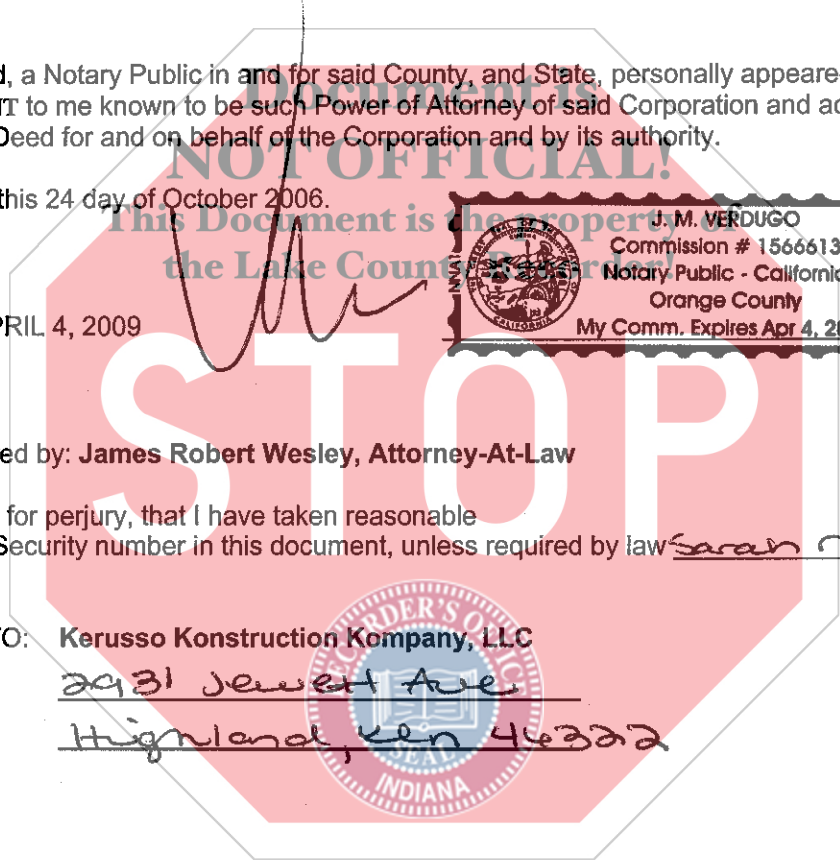 d, a Notary Public in and for said County, and State, personally appeare
T to me known to be such Power of Attorney of said Corporation and ac
Deed for and on behalf of the Corporation and by its authority.
this 24 day of October 2006.
Document is
NOT OFFICIAL!
This Document is the property of
the Lake County Recorder!
J. M. VERDUGO
Commission # 1566613
Notary Public - California
Orange County
My Comm. Expires Apr 4, 20
PRIL 4, 2009
STOP
ed by: James Robert Wesley, Attorney-At-Law
for perjury, that I have taken reasonable
Security number in this document, unless required by law Sarah
TO: Kerusso Konstruction Kompany, LLC
2931 Jewett Ave
Highland, 46322
RECORDER'S OFFICE
SEAL
INDIANA